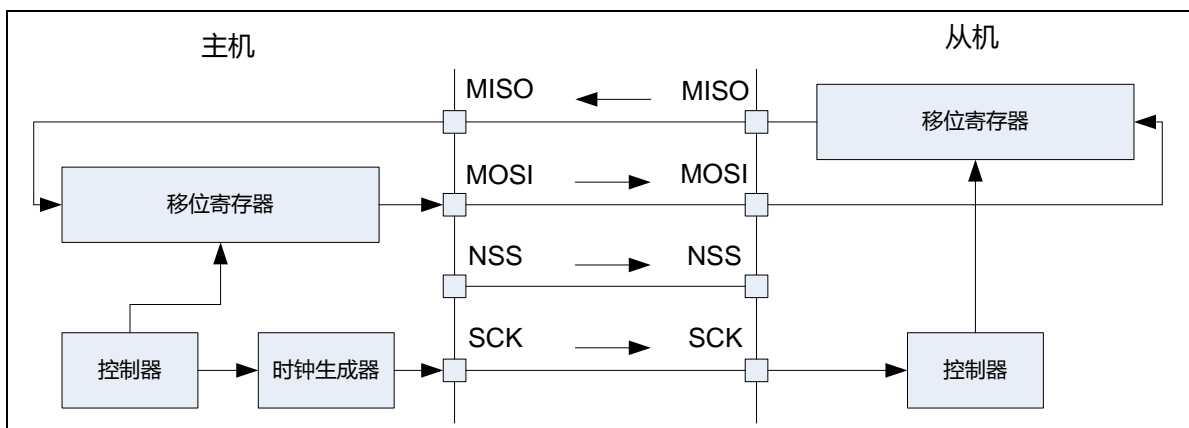 主机
从机
MISO
MISO
移位寄存器
MOSI
MOSI
移位寄存器
NSS
NSS
SCK
SCK
控制器
时钟生成器
控制器